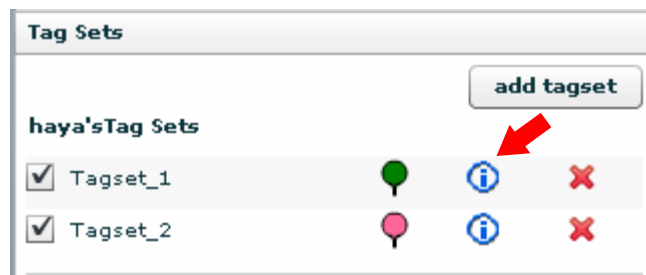 Tag Sets
add tagset
haya'sTag Sets
Tagset_1
Tagset_2